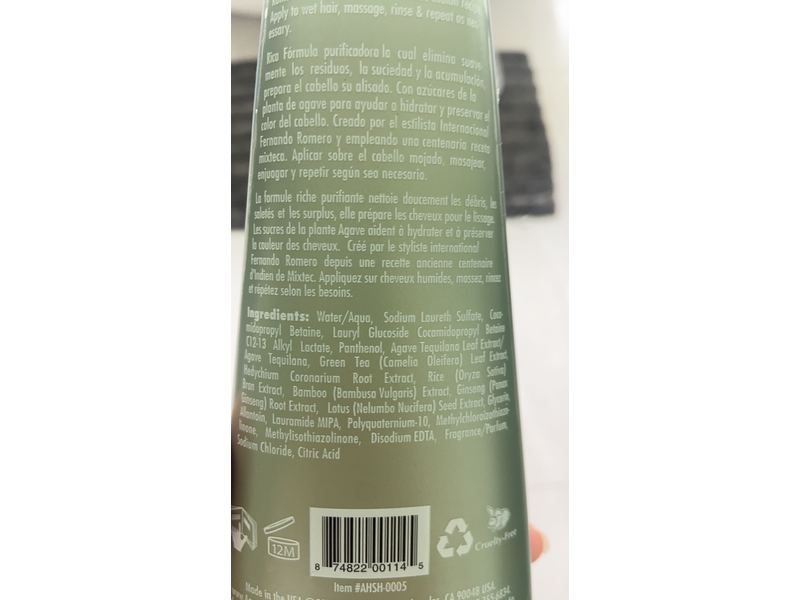 Apply to wet hair, massage, rinse & repeat as nec-
essary.
Rica Fórmula purificadora la cual elimina suave-
mente los residuos, la suciedad y la acumulación,
prepara el cabello su alisado. Con azúcares de la
planta de agave para ayudar a hidratar y preservar el
color del cabello. Creado por el estilista Internacional
Fernando Romero y empleando una centenaria receta
mixteca. Aplicar sobre el cabello mojado, masajear,
enjuagar y repetir según sea necesario.
La formule riche purifiante nettoie doucement les débris, les
saletés et les surplus, elle prépare les cheveux pour le lissage.
Les sucres de la plante Agave aident à hydrater et à préserver
la couleur des cheveux. Créé par le styliste international
Fernando Romero depuis une recette ancienne centenaire
d'Indien de Mixtec. Appliquez sur cheveux humides, massez, rincez
et répétez selon les besoins.
Ingredients: Water/Aqua, Sodium Laureth Sulfate, Coca-
midopropyl Betaine, Lauryl Glucoside Cocamidopropyl Betaine
C12-13 Alkyl Lactate, Panthenol, Agave Tequilana Leaf Extract/
Agave Tequilana, Green Tea (Camelia Oleifera) Leaf Extract,
Hedychium Coronarium Root Extract, Rice (Oryza Sativa)
Bran Extract, Bamboo (Bambusa Vulgaris) Extract, Ginseng (Panax
Ginseng) Root Extract, Lotus (Nelumbo Nucifera) Seed Extract, Glycerin,
Allantoin, Lauramide MIPA, Polyquaternium-10, Methylchloroisothiazo-
linone, Methylisothiazolinone, Disodium EDTA, Fragrance/Parfum,
Sodium Chloride, Citric Acid
12M
8 74822 00114 5
Cruelty-Free
Item #AHSH-0005
Made in the USA
CA 90048 USA.